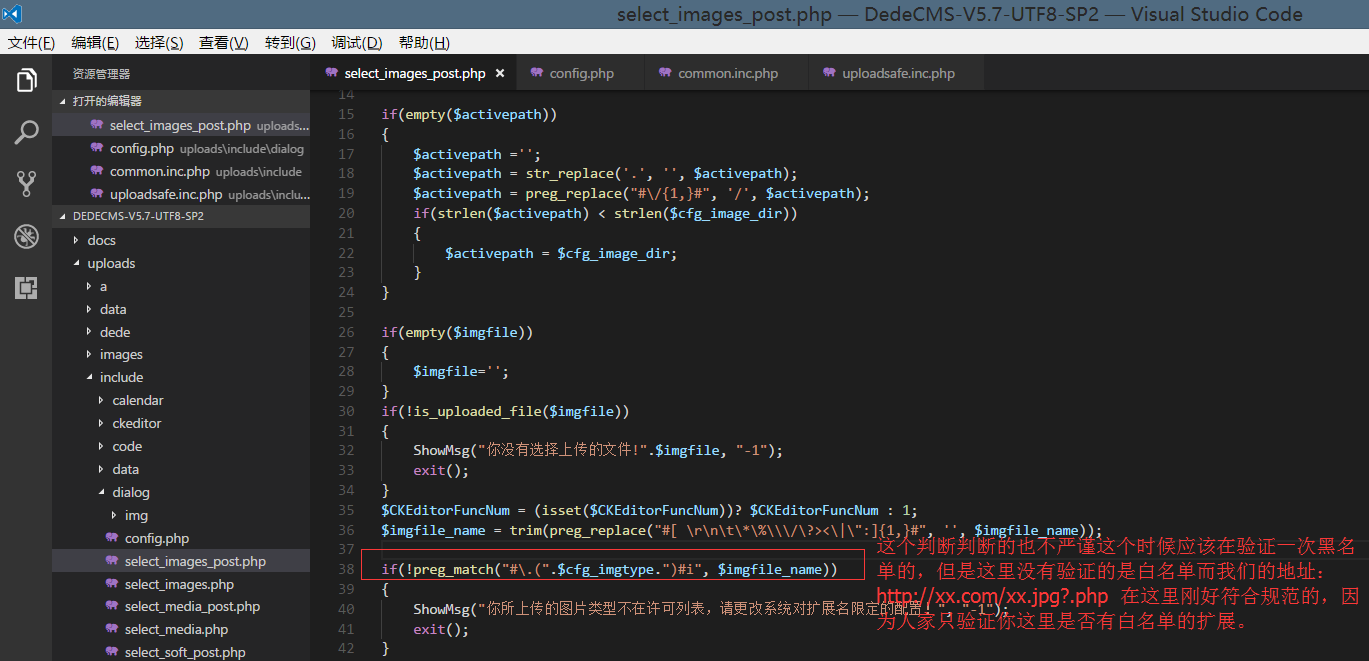 select_images_post.php — DedeCMS-V5.7-UTF8-SP2 — Visual Studio Code
文件(F) 编辑(E) 选择(S) 查看(V) 转到(G) 调试(D) 帮助(H)
资源管理器
打开的编辑器
select_images_post.php uploads...
config.php uploads\include\dialog
common.inc.php uploads\include
uploadsafe.inc.php uploads\inclu...
DEDECMS-V5.7-UTF8-SP2
docs
uploads
a
data
dede
images
include
calendar
ckeditor
code
data
dialog
img
config.php
select_images_post.php
select_images.php
select_media_post.php
select_media.php
select_soft_post.php
select_images_post.php config.php common.inc.php uploadsafe.inc.php
14
15 if(empty($activepath))
16 {
17 $activepath ='';
18 $activepath = str_replace('.', '', $activepath);
19 $activepath = preg_replace("#\/{1,}#", '/', $activepath);
20 if(strlen($activepath) < strlen($cfg_image_dir))
21 {
22 $activepath = $cfg_image_dir;
23 }
24 }
25
26 if(empty($imgfile))
27 {
28 $imgfile='';
29 }
30 if(!is_uploaded_file($imgfile))
31 {
32 ShowMsg("你没有选择上传的文件!".$imgfile, "-1");
33 exit();
34 }
35 $CKEditorFuncNum = (isset($CKEditorFuncNum))? $CKEditorFuncNum : 1;
36 $imgfile_name = trim(preg_replace("#[ \r\n\t\*\%\\\/\?><\|\":]{1,}#", '', $imgfile_name));
37
38 if(!preg_match("#\.(".$cfg_imgtype.")#i", $imgfile_name))
39 {
40 ShowMsg("你所上传的图片类型不在许可列表，请更改系统对扩展名限定的配置！", "-1");
41 exit();
42 }
这个判断判断的也不严谨这个时候应该在验证一次黑名
单的，但是这里没有验证的是白名单而我们的地址：
http://xx.com/xx.jpg?.php 在这里刚好符合规范的，因
为人家只验证你这里是否有白名单的扩展。